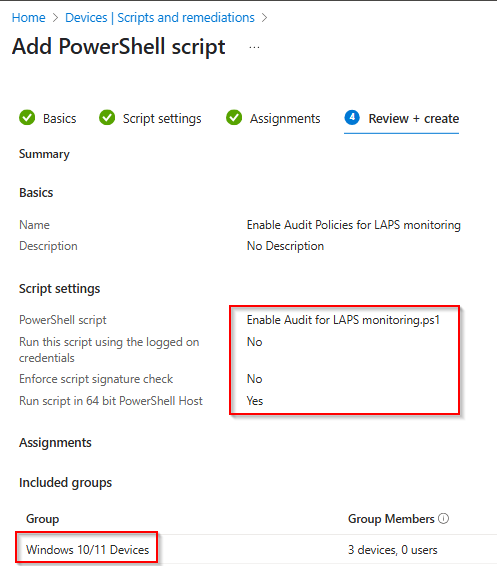 Home > Devices | Scripts and remediations >
Add PowerShell script ...
Basics Script settings Assignments 4 Review + create
Summary
Basics
Name Enable Audit Policies for LAPS monitoring
Description No Description
Script settings
PowerShell script Enable Audit for LAPS monitoring.ps1
Run this script using the logged on No
credentials
Enforce script signature check No
Run script in 64 bit PowerShell Host Yes
Assignments
Included groups
Group Group Members
Windows 10/11 Devices 3 devices, 0 users